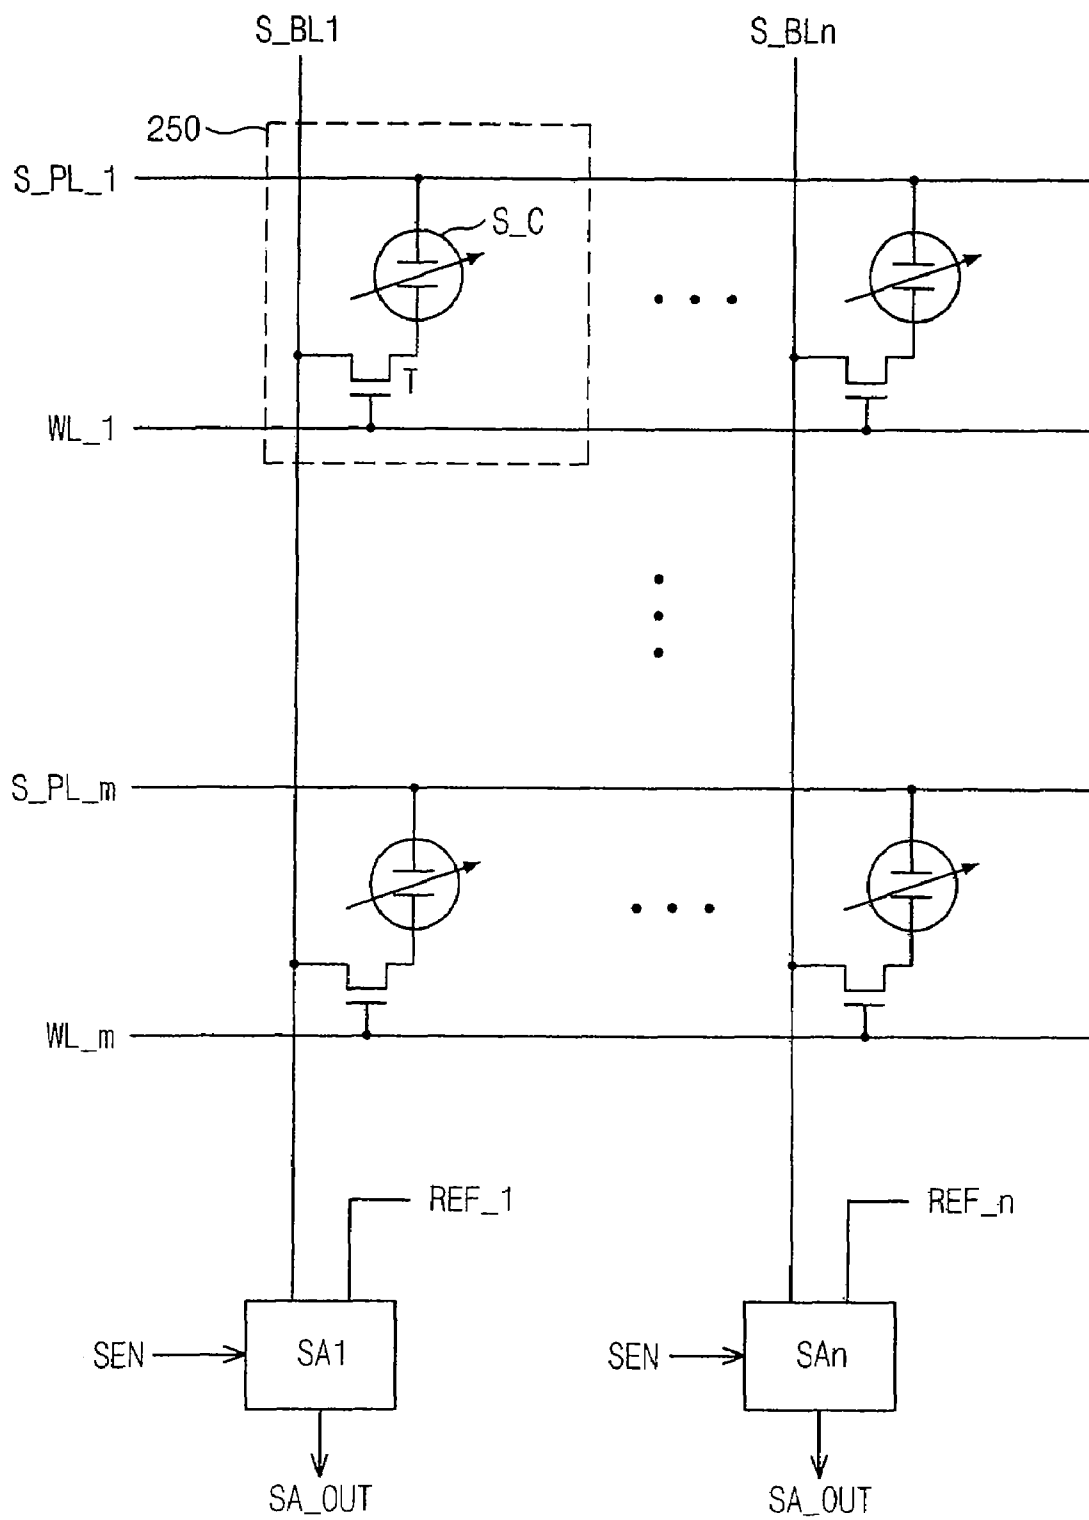 S_BL1
S_BLn
250
S_PL_1
S_C
T
WL_1
S_PL_m
WL_m
REF_1
REF_n
SEN
SA1
SEN
SAn
SA_OUT
SA_OUT